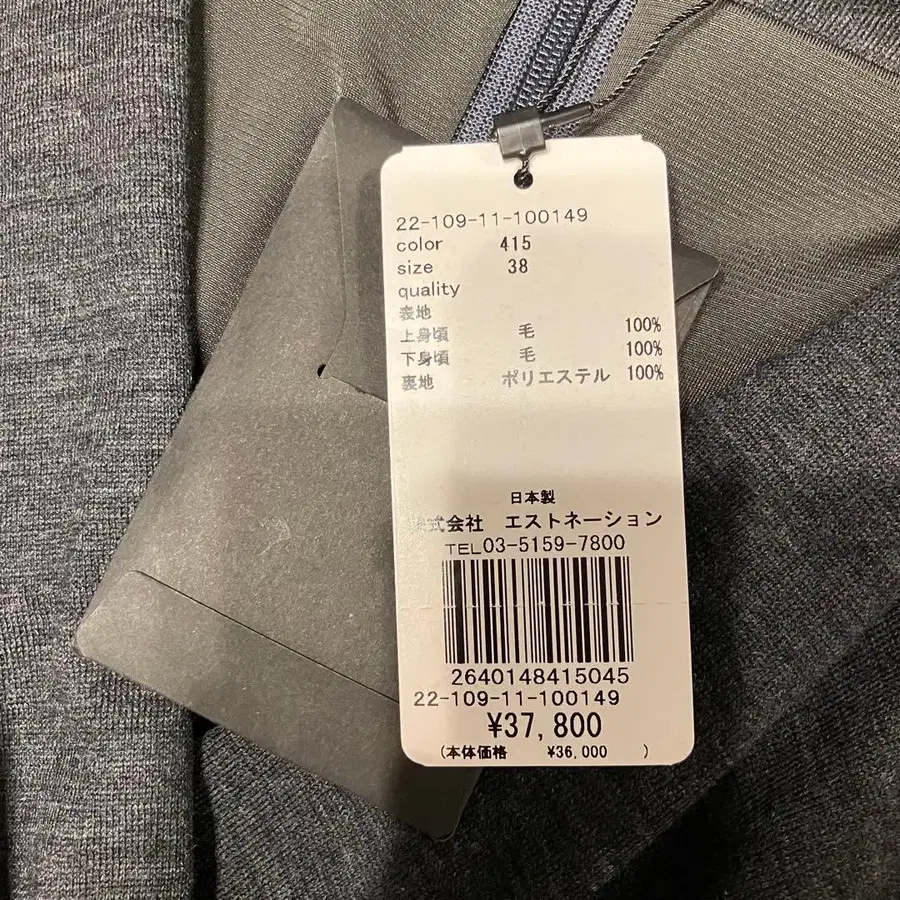 22-109-11-100149
color 415
size 38
quality
表地
上身頃 毛 100%
下身頃 毛 100%
裏地 ポリエステル 100%
日本製
株式会社 エストネーション
TEL03-5159-7800
2640148415045
22-109-11-100149
¥37,800
(本体価格 ¥36,000 )